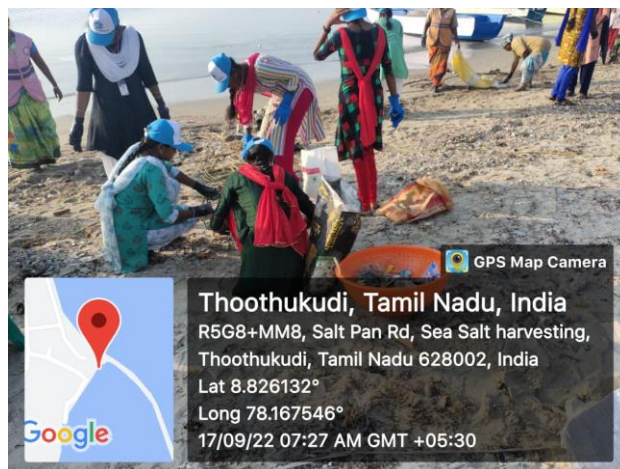 GPS Map Camera
Thoothukudi, Tamil Nadu, India
R5G8+MM8, Salt Pan Rd, Sea Salt harvesting,
Thoothukudi, Tamil Nadu 628002, India
Lat 8.826132°
Long 78.167546°
17/09/22 07:27 AM GMT +05:30
Google